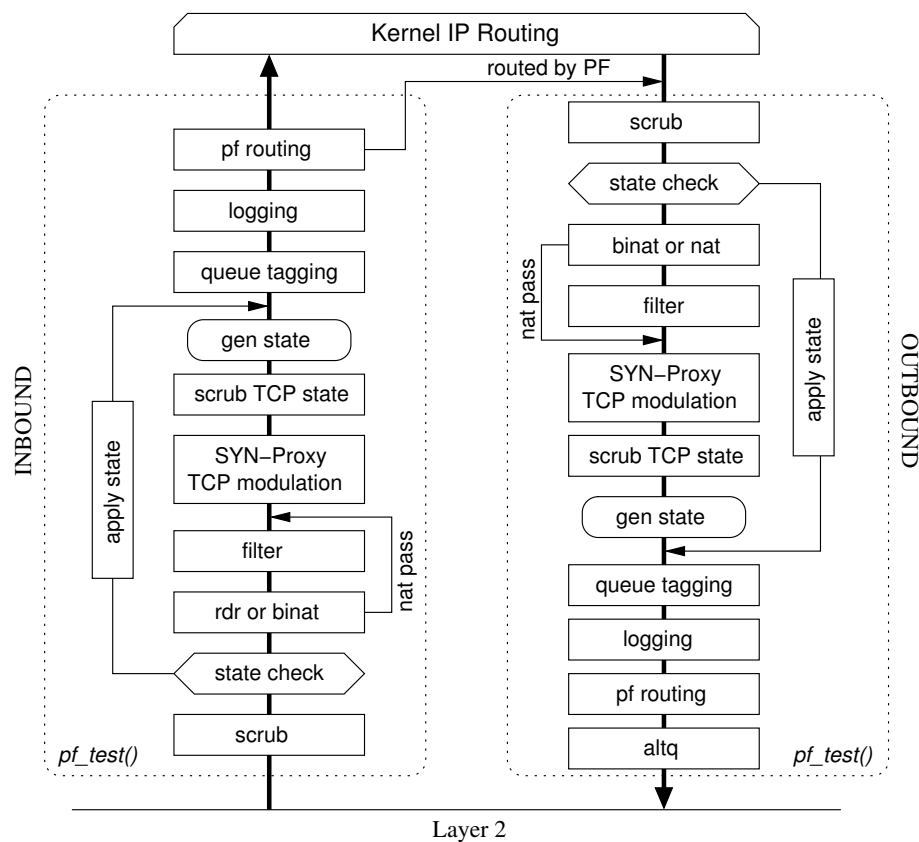 Kernel IP Routing
routed by PF
INBOUND
pf routing
logging
queue tagging
gen state
scrub TCP state
SYN−Proxy
TCP modulation
filter
rdr or binat
state check
scrub
apply state
nat pass
pf_test()
OUTBOUND
scrub
state check
binat or nat
filter
SYN−Proxy
TCP modulation
scrub TCP state
gen state
queue tagging
logging
pf routing
altq
nat pass
apply state
pf_test()
Layer 2